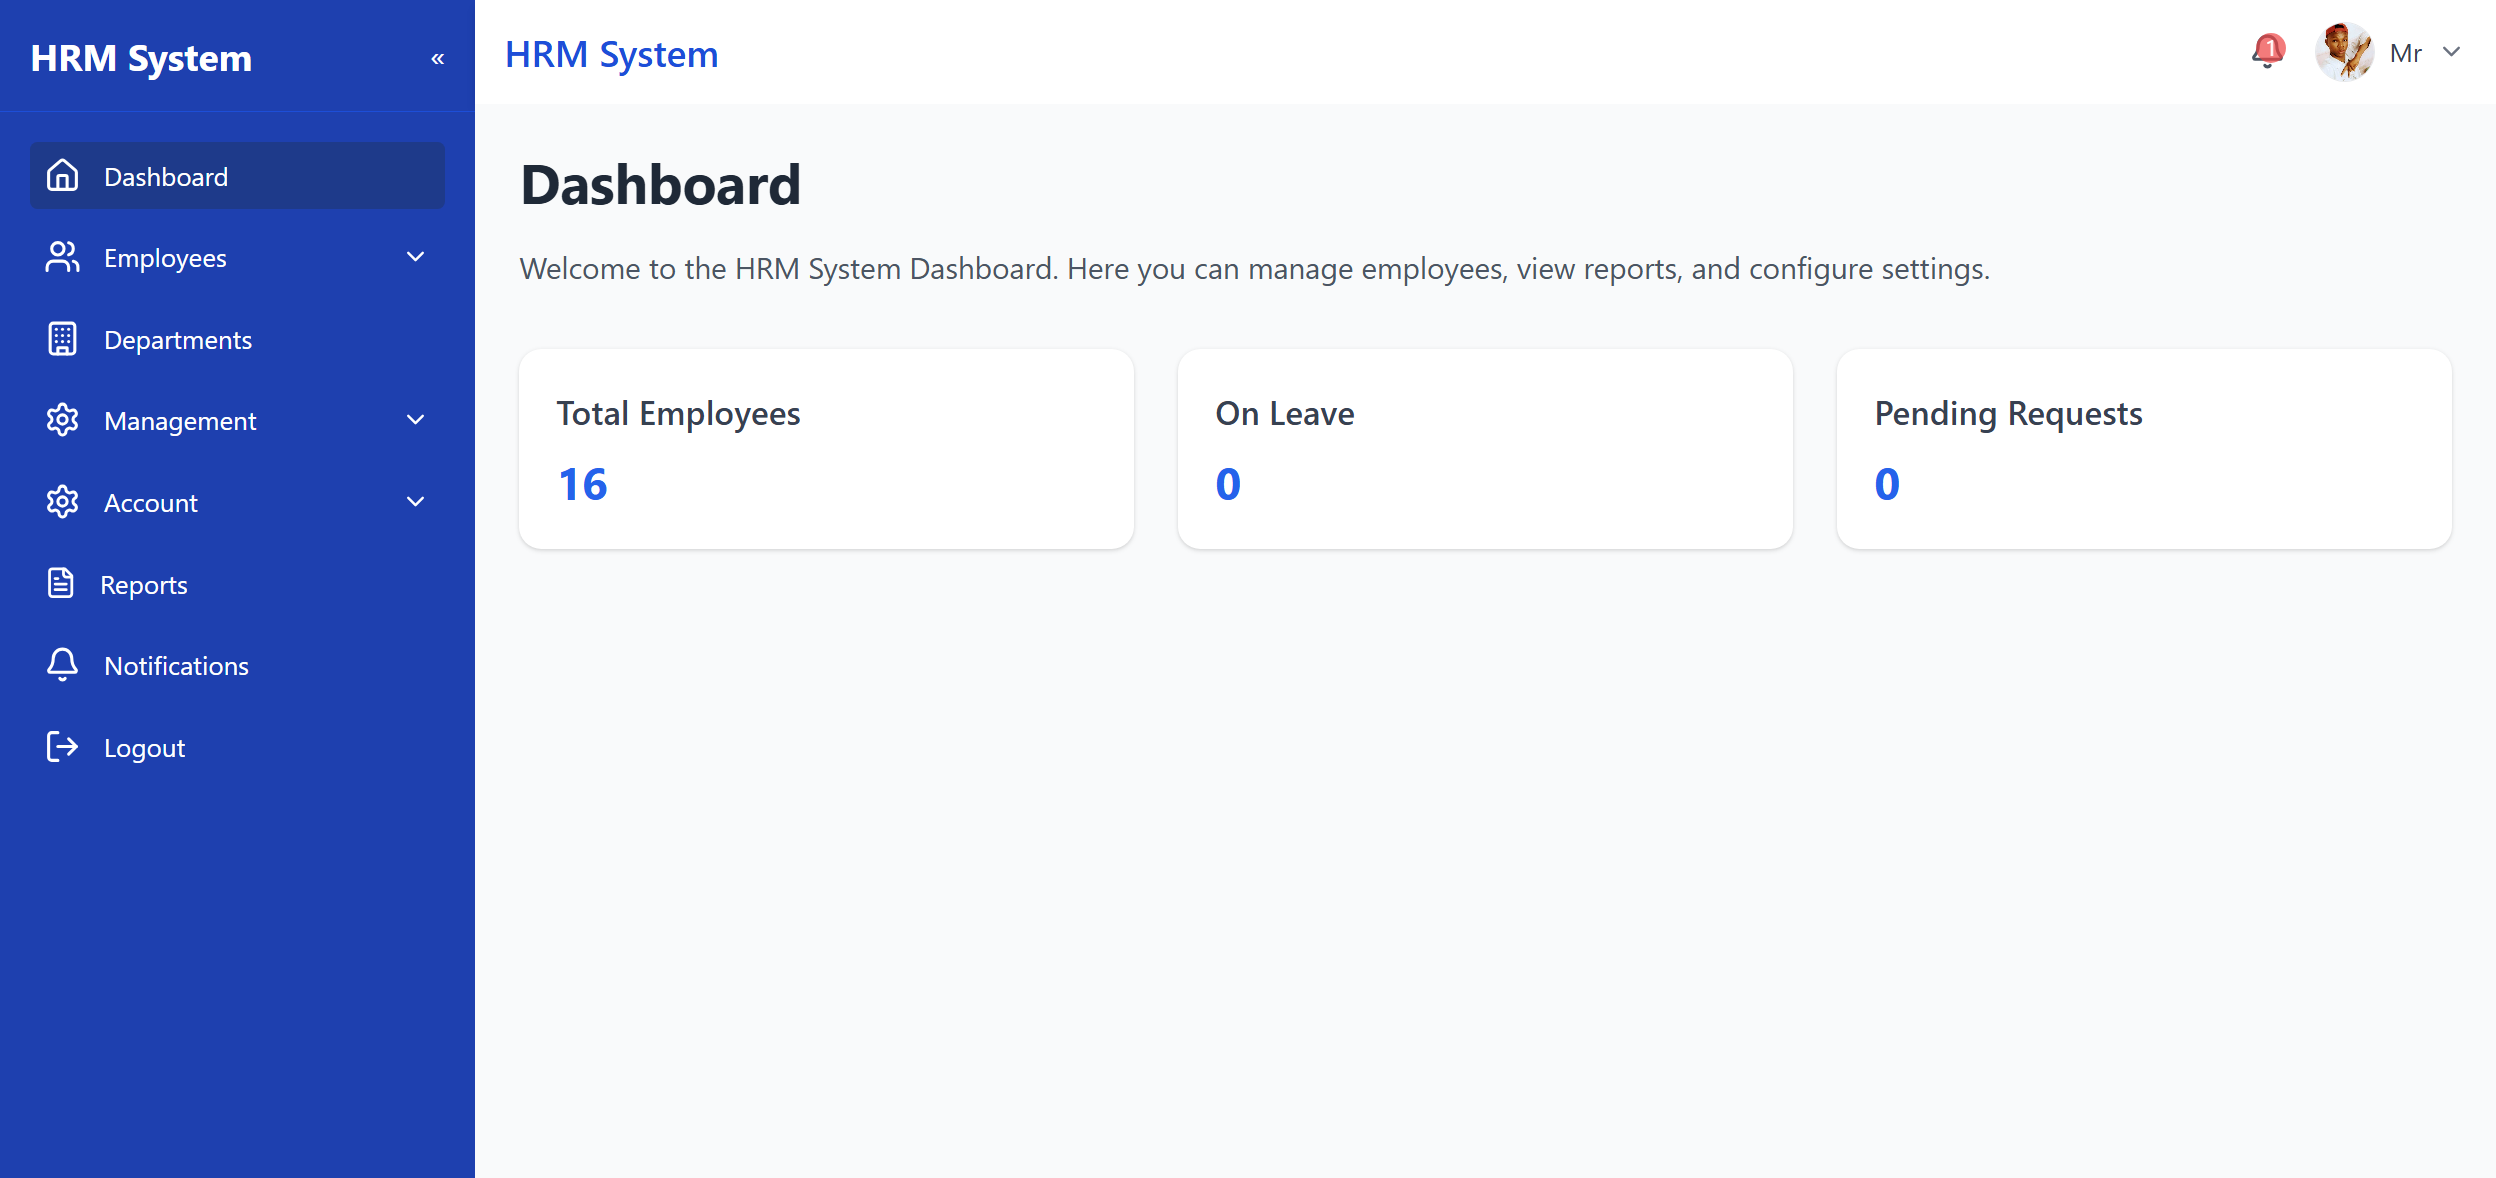 HRM System «
Dashboard
Employees
Departments
Management
Account
Reports
Notifications
Logout
HRM System
1
Mr
Dashboard
Welcome to the HRM System Dashboard. Here you can manage employees, view reports, and configure settings.
Total Employees
16
On Leave
0
Pending Requests
0